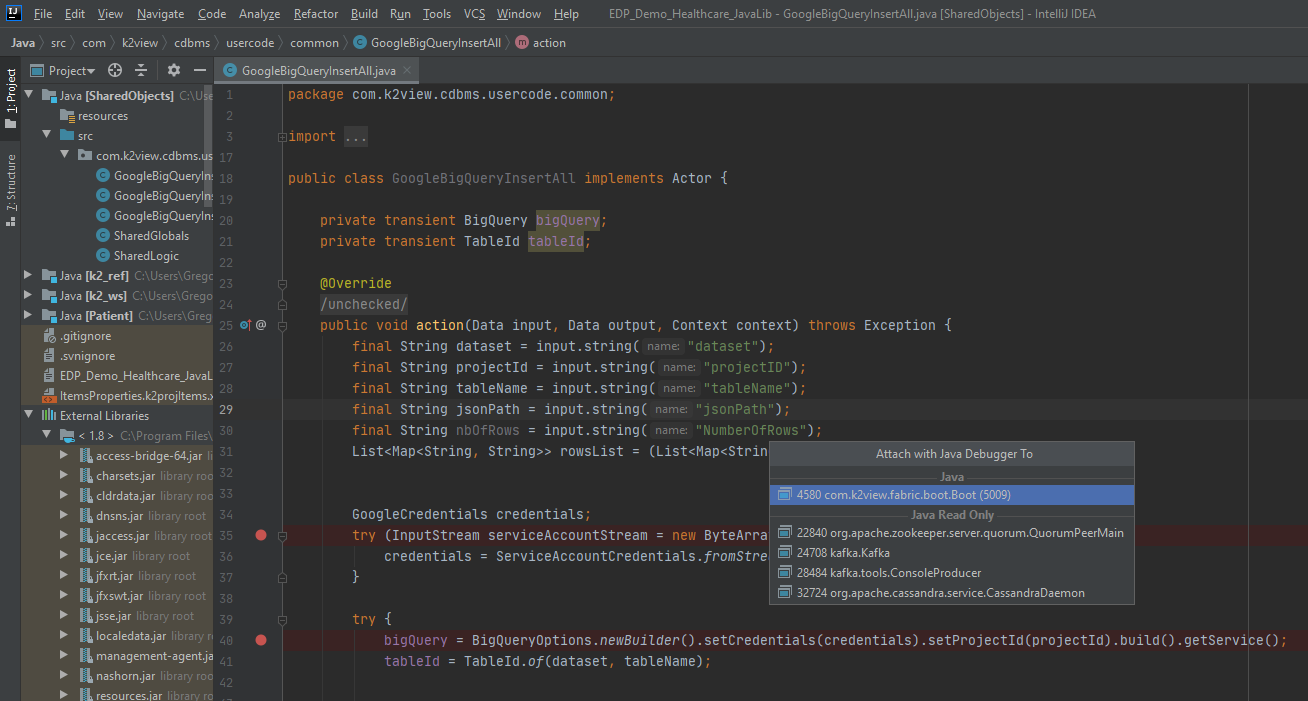 IJ File Edit View Navigate Code Analyze Refactor Build Run Tools VCS Window Help EDP_Demo_Healthcare_JavaLib - GoogleBigQueryInsertAll.java [SharedObjects] - IntelliJ IDEA
Java src com k2view cdbms usercode common C GoogleBigQueryInsertAll m action
1: Project
7: Structure
Project
Java [SharedObjects] C:\Use
resources
src
com.k2view.cdbms.us
C GoogleBigQueryIns
C GoogleBigQueryIns
C GoogleBigQueryIns
C SharedGlobals
C SharedLogic
Java [k2_ref] C:\Users\Grego
Java [k2_ws] C:\Users\Grego
Java [Patient] C:\Users\Greg
.gitignore
.svnignore
EDP_Demo_Healthcare_JavaL
ItemsProperties.k2projItems.x
External Libraries
< 1.8 > C:\Program Files\
access-bridge-64.jar
charsets.jar library root
cldrdata.jar library root
dnsns.jar library root
jaccess.jar library root
jce.jar library root
jfxrt.jar library root
jfxswt.jar library root
jsse.jar library root
localedata.jar library root
management-agent.ja
nashorn.jar library root
resources.jar library root
C GoogleBigQueryInsertAll.java
1 package com.k2view.cdbms.usercode.common;
2
3 import ...
17
18 public class GoogleBigQueryInsertAll implements Actor {
19
20 private transient BigQuery bigQuery;
21 private transient TableId tableId;
22
23 @Override
24 /unchecked/
25 @ public void action(Data input, Data output, Context context) throws Exception {
26 final String dataset = input.string( name: "dataset");
27 final String projectId = input.string( name: "projectID");
28 final String tableName = input.string( name: "tableName");
29 final String jsonPath = input.string( name: "jsonPath");
30 final String nbOfRows = input.string( name: "NumberOfRows");
31 List<Map<String, String>> rowsList = (List<Map<Strin
32
33
34 GoogleCredentials credentials;
35 try (InputStream serviceAccountStream = new ByteArra
36 credentials = ServiceAccountCredentials.fromStre
37 }
38
39 try {
40 bigQuery = BigQueryOptions.newBuilder().setCredentials(credentials).setProjectId(projectId).build().getService();
41 tableId = TableId.of(dataset, tableName);
42
Attach with Java Debugger To
Java
4580 com.k2view.fabric.boot.Boot (5009)
Java Read Only
22840 org.apache.zookeeper.server.quorum.QuorumPeerMain
24708 kafka.Kafka
28484 kafka.tools.ConsoleProducer
32724 org.apache.cassandra.service.CassandraDaemon